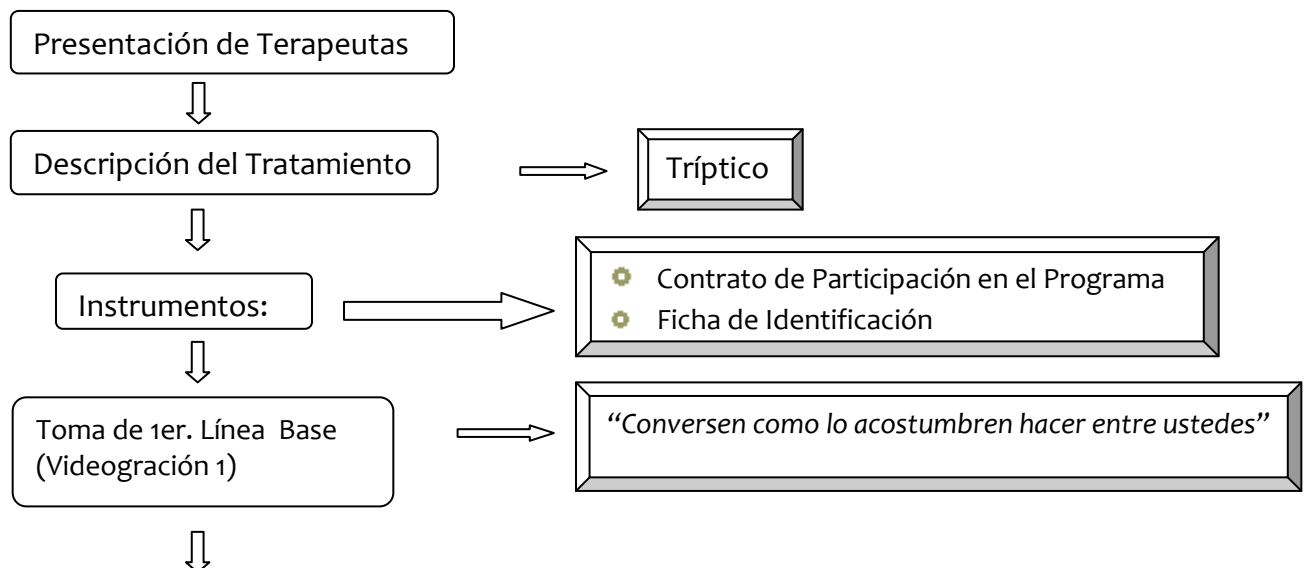 Presentación de Terapeutas
Descripción del Tratamiento
Tríptico
Instrumentos:
Contrato de Participación en el Programa
Ficha de Identificación
Toma de 1er. Línea Base
(Videogración 1)
“Conversen como lo acostumbren hacer entre ustedes”